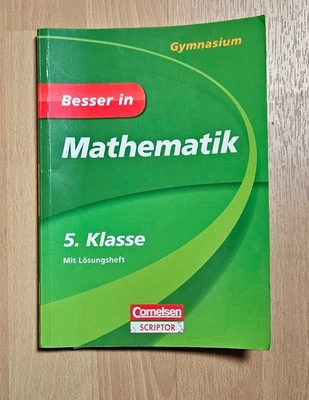 Gymnasium
Besser in
Mathematik
5. Klasse
Mit Lösungsheft
Cornelsen
SCRIPTOR